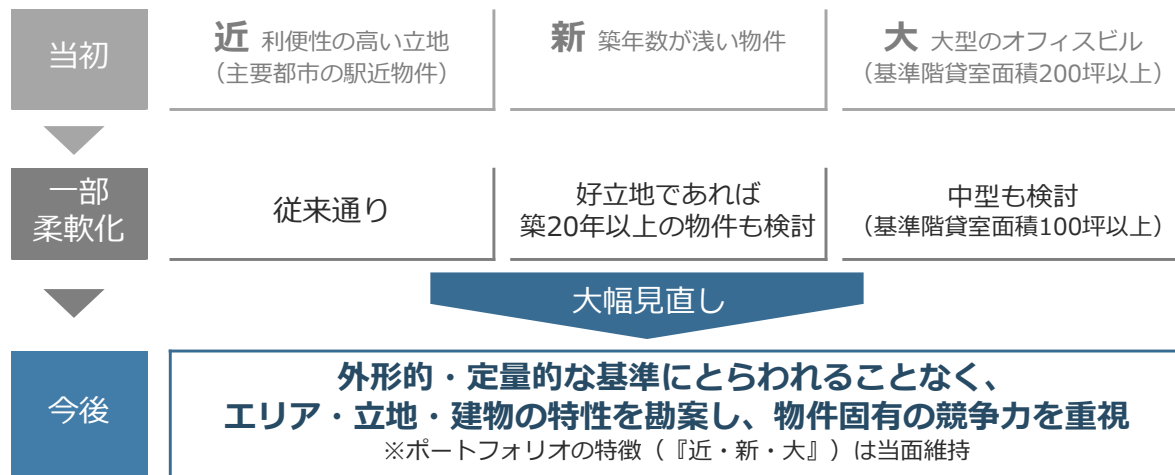 当初
近 利便性の高い立地
（主要都市の駅近物件）
新 築年数が浅い物件
大 大型のオフィスビル
（基準階貸室面積200坪以上）
一部
柔軟化
従来通り
好立地であれば
築20年以上の物件も検討
中型も検討
（基準階貸室面積100坪以上）
大幅見直し
今後
外形的・定量的な基準にとらわれることなく、
エリア・立地・建物の特性を勘案し、物件固有の競争力を重視
※ポートフォリオの特徴（『近・新・大』）は当面維持